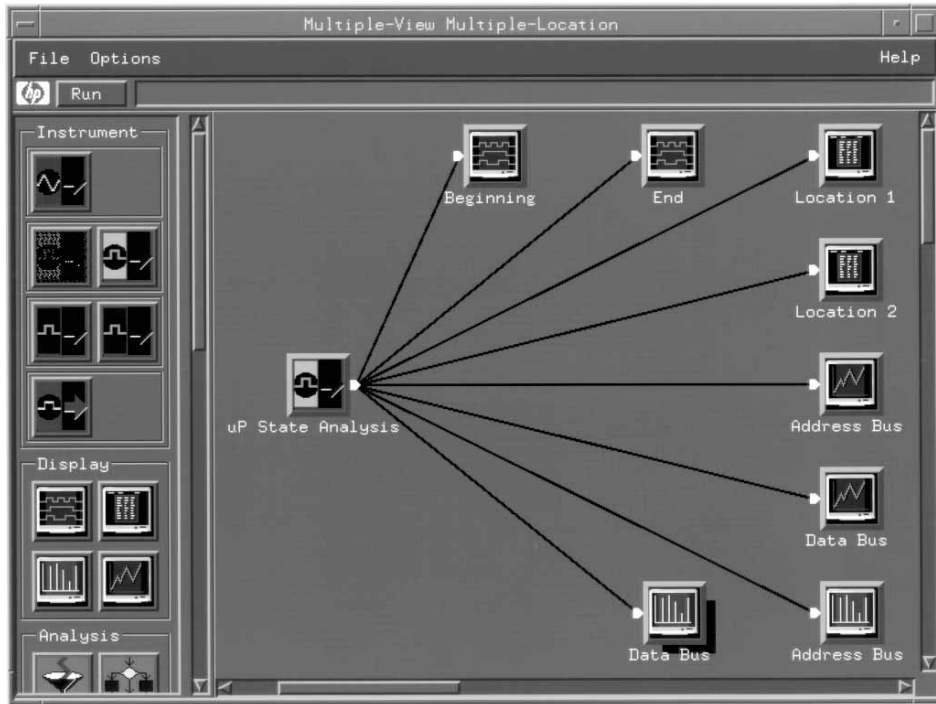 Multiple-View Multiple-Location
File Options Help
hp Run
Instrument
Display
Analysis
Beginning
End
Location 1
Location 2
uP State Analysis
Address Bus
Data Bus
Data Bus
Address Bus